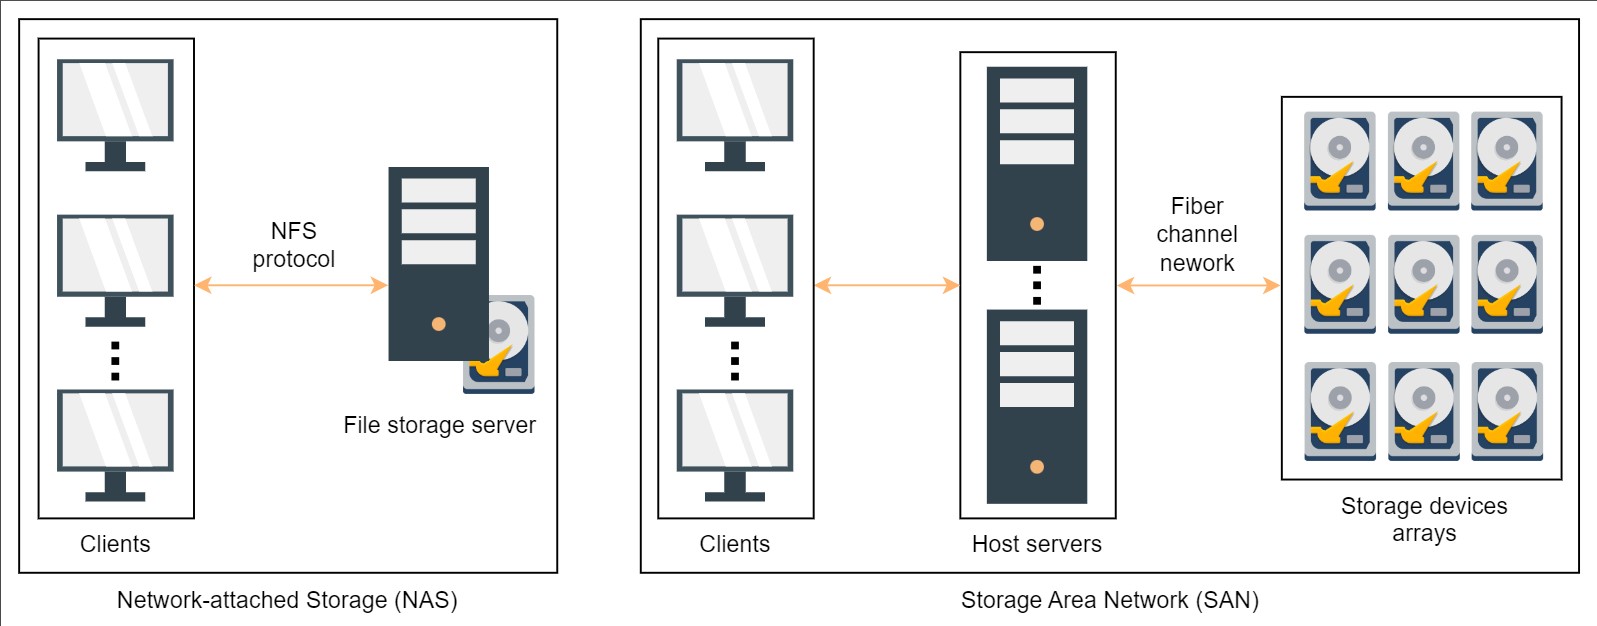 NFS
protocol
File storage server
Clients
Network-attached Storage (NAS)
Fiber
channel
nework
Clients
Host servers
Storage devices
arrays
Storage Area Network (SAN)